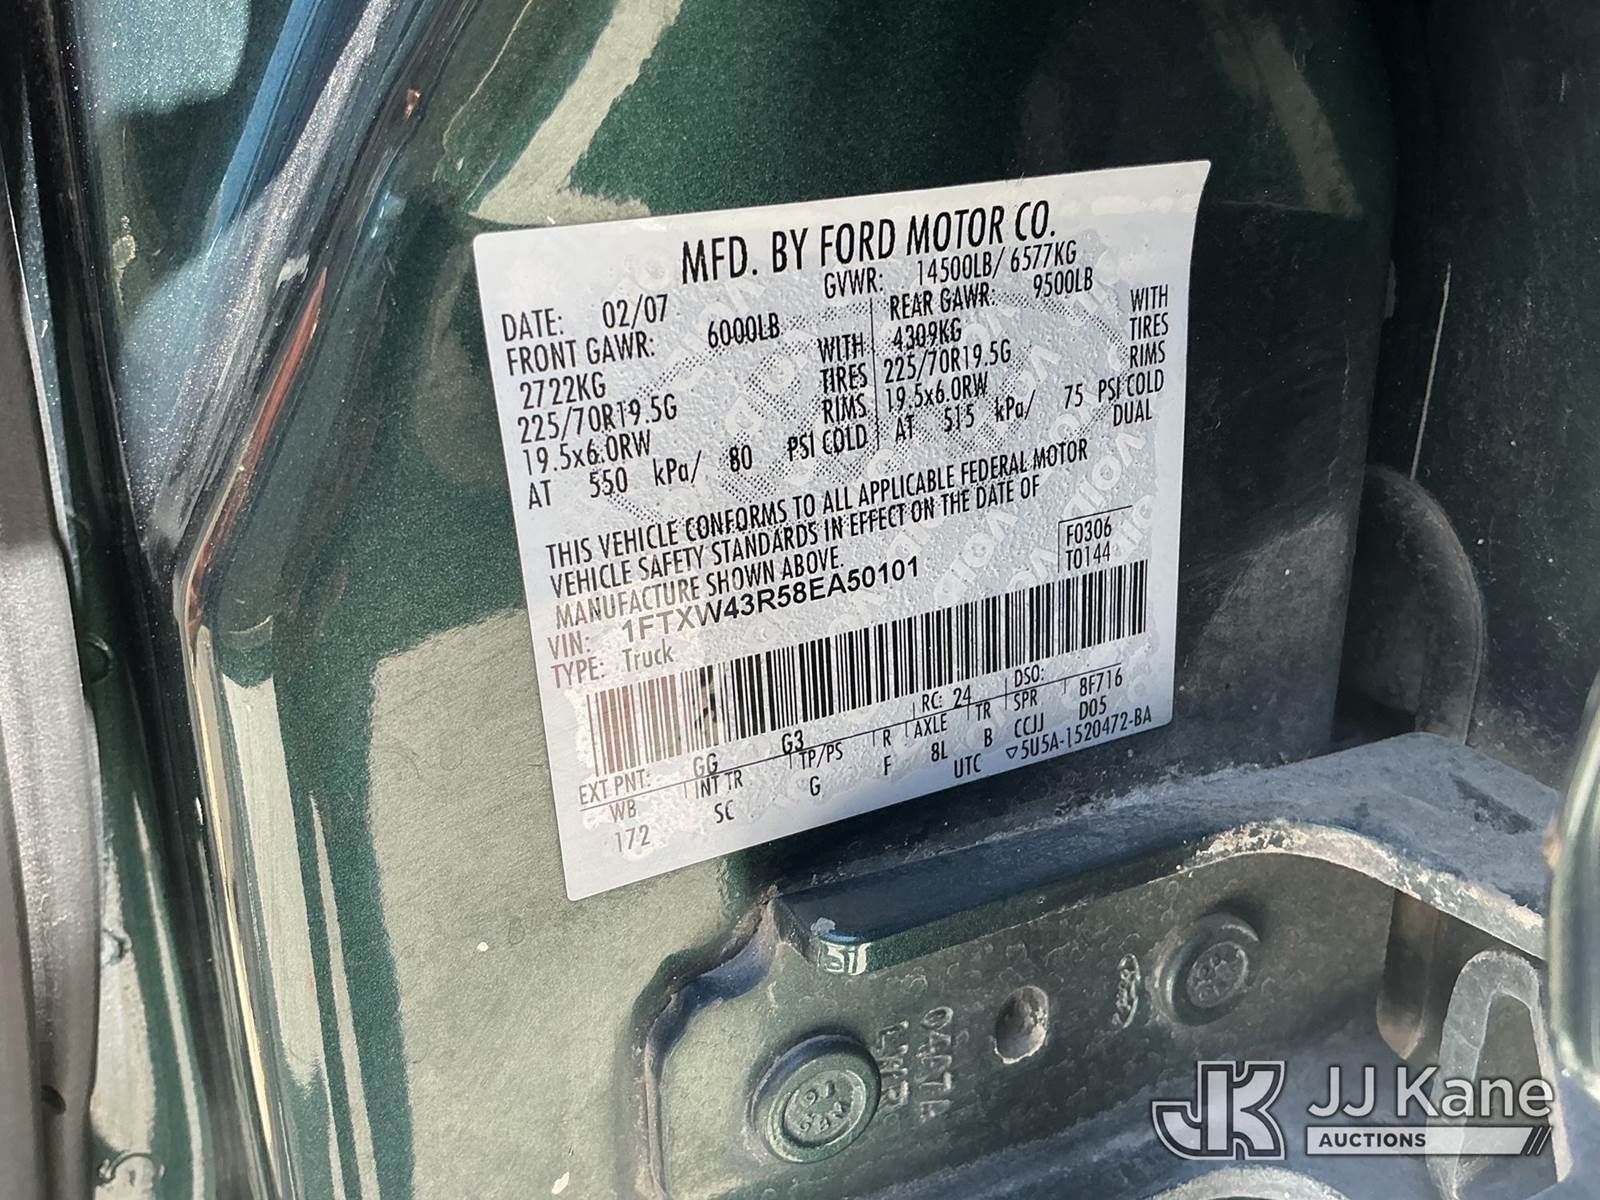 MFD. BY FORD MOTOR CO.
DATE: 02/07 GVWR: 14500LB/ 6577KG
FRONT GAWR: 6000LB REAR GAWR: 9500LB
2722KG WITH 4309KG WITH
225/70R19.5G TIRES 225/70R19.5G TIRES
19.5x6.0RW RIMS 19.5x6.0RW RIMS
AT 550 kPa/ 80 PSI COLD AT 515 kPa/ 75 PSI COLD
DUAL
THIS VEHICLE CONFORMS TO ALL APPLICABLE FEDERAL MOTOR
VEHICLE SAFETY STANDARDS IN EFFECT ON THE DATE OF
MANUFACTURE SHOWN ABOVE.
VIN: 1FTXW43R58EA50101
TYPE: Truck
F0306
T0144
EXT PNT: GG G3 RC: 24 DSO: 8F716
WB INT TR TP/PS R AXLE TR SPR D05
172 SC G F 8L B CCJJ
UTC ▽5U5A-1520472-BA
Ford
JK JJ Kane
AUCTIONS